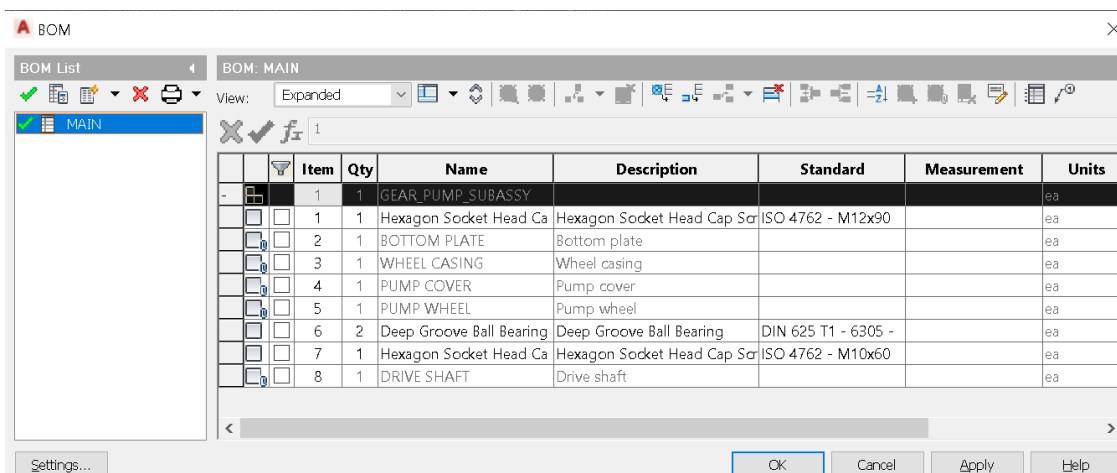 BOM
BOM List
BOM: MAIN
View: Expanded
MAIN
1
Item Qty Name Description Standard Measurement Units
1 1 GEAR_PUMP_SUBASSY ea
1 1 Hexagon Socket Head Ca Hexagon Socket Head Cap Scr ISO 4762 - M12x90 ea
2 1 BOTTOM PLATE Bottom plate ea
3 1 WHEEL CASING Wheel casing ea
4 1 PUMP COVER Pump cover ea
5 1 PUMP WHEEL Pump wheel ea
6 2 Deep Groove Ball Bearing Deep Groove Ball Bearing DIN 625 T1 - 6305 - ea
7 1 Hexagon Socket Head Ca Hexagon Socket Head Cap Scr ISO 4762 - M10x60 ea
8 1 DRIVE SHAFT Drive shaft ea
Settings... OK Cancel Apply Help